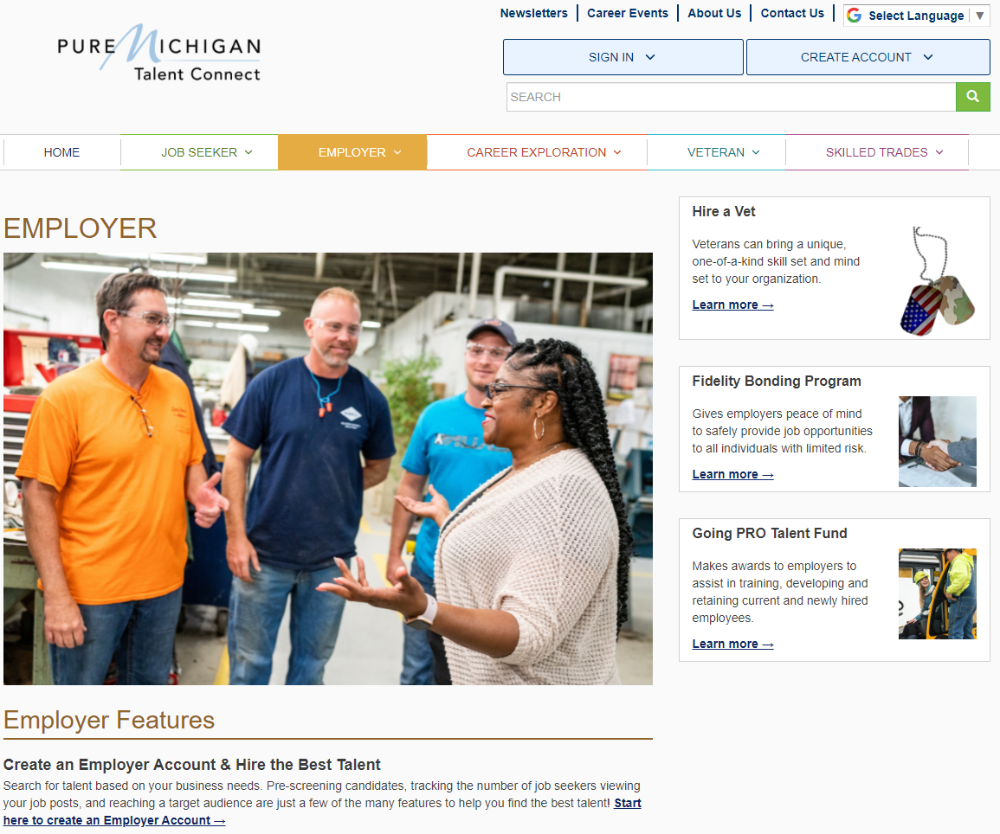 Newsletters
Career Events
About Us
Contact Us
Select Language
PURE MICHIGAN
Talent Connect
SIGN IN
CREATE ACCOUNT
SEARCH
HOME
JOB SEEKER
EMPLOYER
CAREER EXPLORATION
VETERAN
SKILLED TRADES
EMPLOYER
Employer Features
Create an Employer Account & Hire the Best Talent
Search for talent based on your business needs. Pre-screening candidates, tracking the number of job seekers viewing
your job posts, and reaching a target audience are just a few of the many features to help you find the best talent! Start
here to create an Employer Account →
Hire a Vet
Veterans can bring a unique,
one-of-a-kind skill set and mind
set to your organization.
Learn more →
Fidelity Bonding Program
Gives employers peace of mind
to safely provide job opportunities
to all individuals with limited risk.
Learn more →
Going PRO Talent Fund
Makes awards to employers to
assist in training, developing and
retaining current and newly hired
employees.
Learn more →